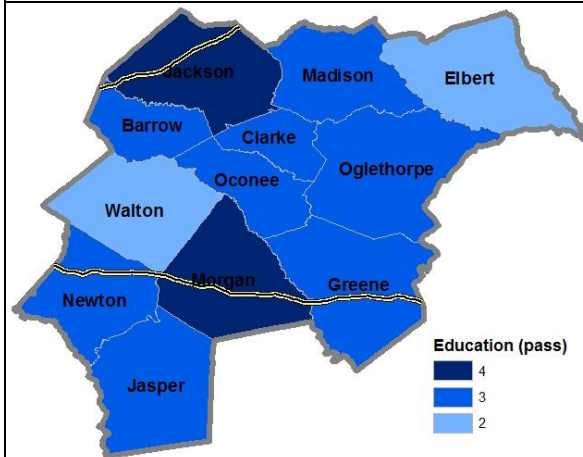 Jackson
Madison
Elbert
Barrow
Clarke
Oglethorpe
Oconee
Walton
Morgan
Greene
Newton
Jasper
Education (pass)
4
3
2